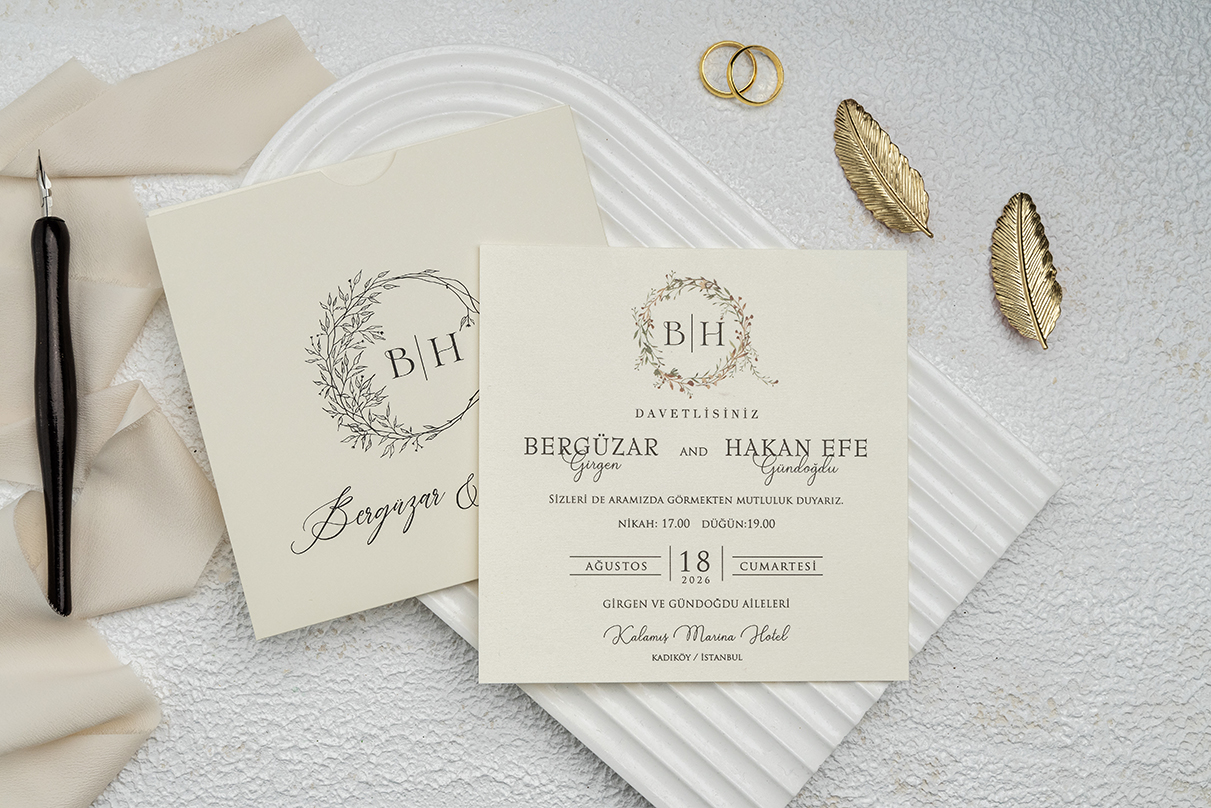 B|H
Bergüzar &
B|H
DAVETLİSİNİZ
BERGÜZAR AND HAKAN EFE
Girgen Gündoğdu
SİZLERİ DE ARAMIZDA GÖRMEKTEN MUTLULUK DUYARIZ.
NİKAH: 17.00 DÜĞÜN:19.00
AĞUSTOS 18 CUMARTESİ
2026
GİRGEN VE GÜNDOĞDU AİLELERİ
Kalamış Marina Hotel
KADIKÖY / İSTANBUL